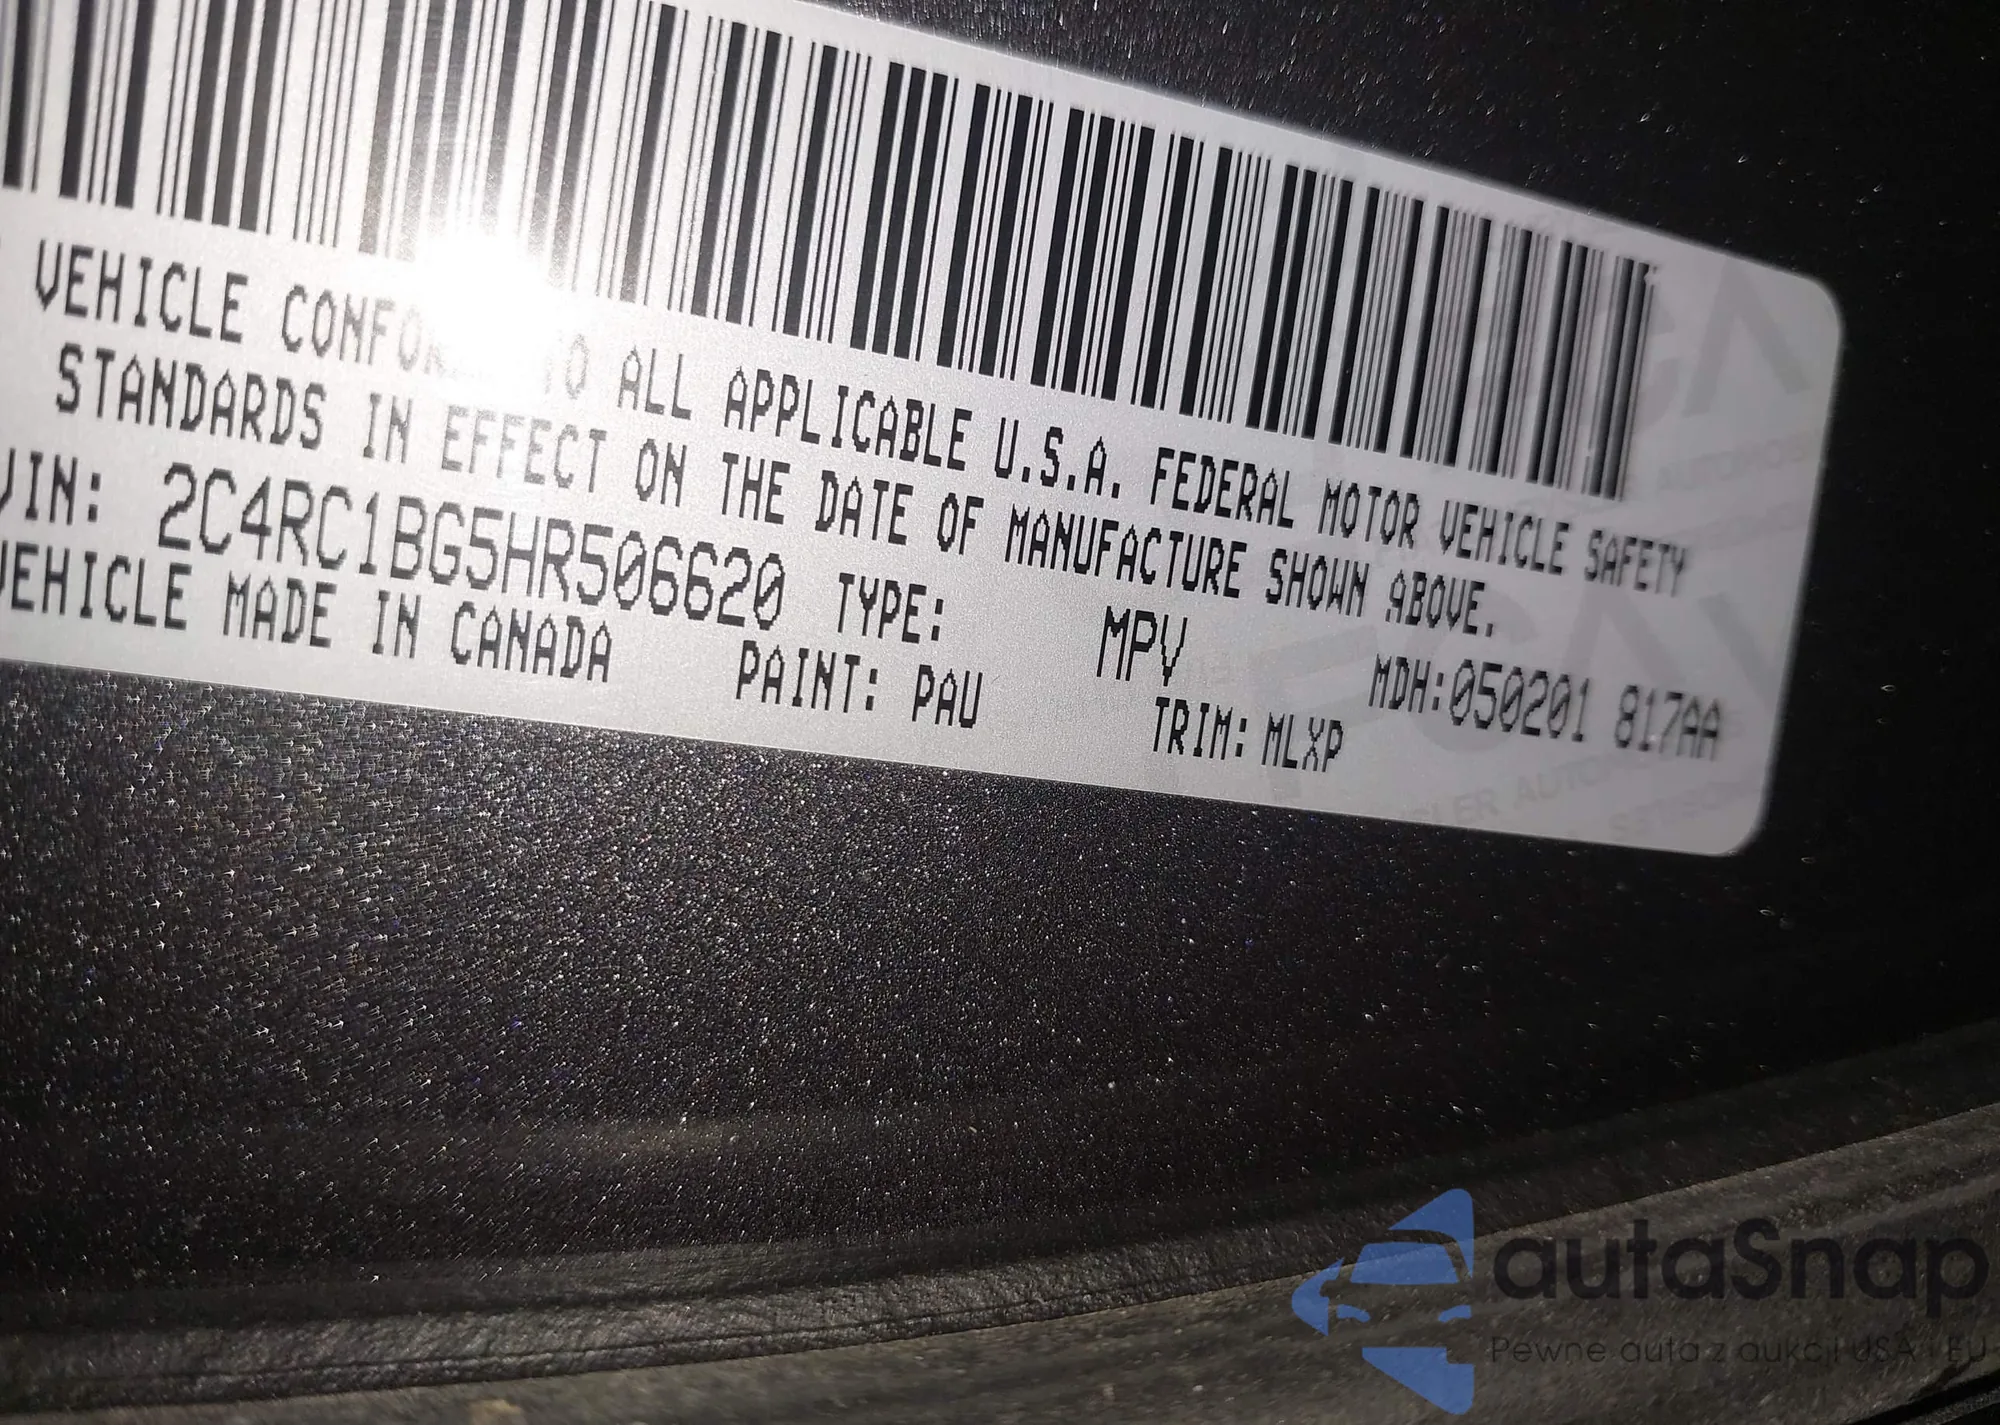 VEHICLE CONFO TO ALL APPLICABLE U.S.A. FEDERAL MOTOR VEHICLE SAFETY
STANDARDS IN EFFECT ON THE DATE OF MANUFACTURE SHOWN ABOVE.
VIN: 2C4RC1BG5HR506620 TYPE: MPV MDH:050201 817AA
VEHICLE MADE IN CANADA PAINT: PAU TRIM: MLXP
autaSnap
Pewne auta z aukcji USA i EU